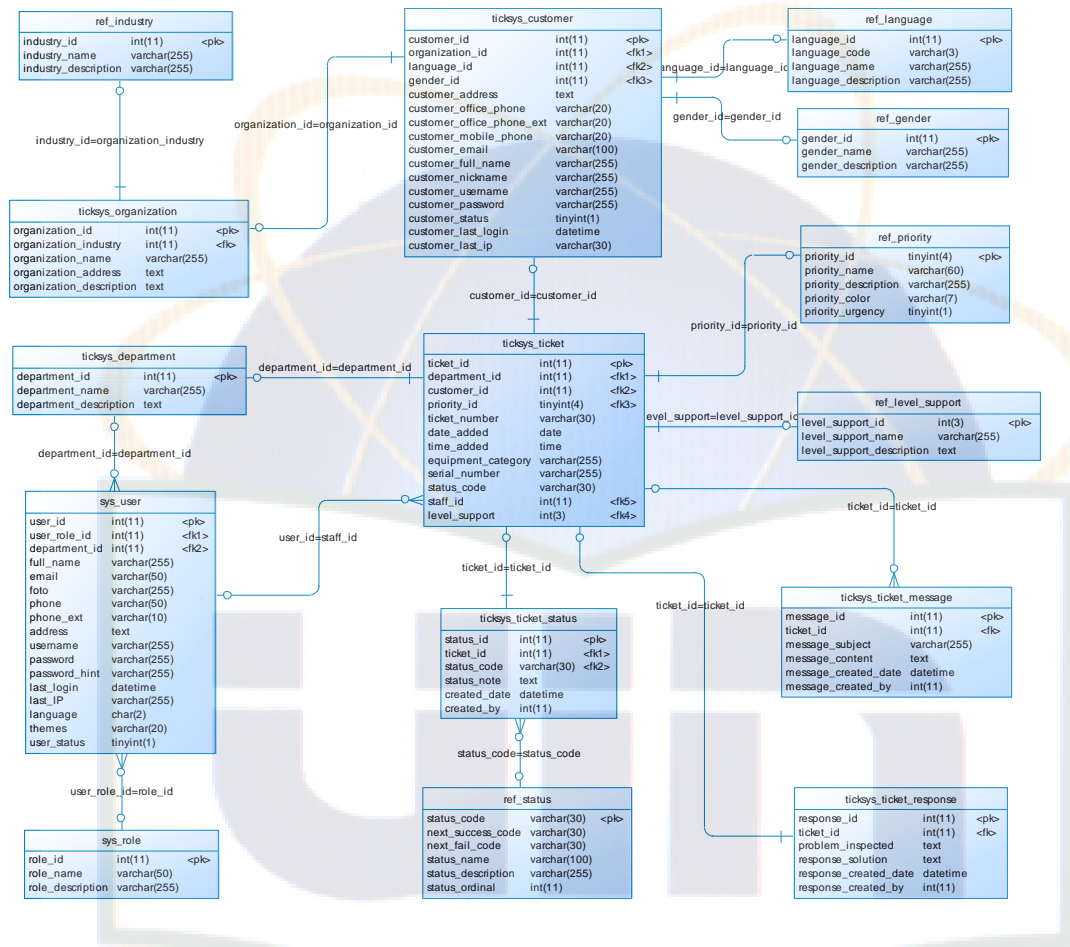 ref_industry
industry_id int(11) <pk>
industry_name varchar(255)
industry_description varchar(255)
industry_id=organization_industry
ticksys_organization
organization_id int(11) <pk>
organization_industry int(11) <fk>
organization_name varchar(255)
organization_address text
organization_description text
organization_id=organization_id
ticksys_customer
customer_id int(11) <pk>
organization_id int(11) <fk1>
language_id int(11) <fk2>
gender_id int(11) <fk3>
customer_address text
customer_office_phone varchar(20)
customer_office_phone_ext varchar(20)
customer_mobile_phone varchar(20)
customer_email varchar(100)
customer_full_name varchar(255)
customer_nickname varchar(255)
customer_username varchar(255)
customer_password varchar(255)
customer_status tinyint(1)
customer_last_login datetime
customer_last_ip varchar(30)
anguage_id=language_id
ref_language
language_id int(11) <pk>
language_code varchar(3)
language_name varchar(255)
language_description varchar(255)
gender_id=gender_id
ref_gender
gender_id int(11) <pk>
gender_name varchar(255)
gender_description varchar(255)
customer_id=customer_id
priority_id=priority_id
ref_priority
priority_id tinyint(4) <pk>
priority_name varchar(60)
priority_description varchar(255)
priority_color varchar(7)
priority_urgency tinyint(1)
ticksys_department
department_id int(11) <pk>
department_name varchar(255)
department_description text
department_id=department_id
ticksys_ticket
ticket_id int(11) <pk>
department_id int(11) <fk1>
customer_id int(11) <fk2>
priority_id tinyint(4) <fk3>
ticket_number varchar(30)
date_added date
time_added time
equipment_category varchar(255)
serial_number varchar(255)
status_code varchar(30)
staff_id int(11) <fk5>
level_support int(3) <fk4>
evel_support=level_support_id
ref_level_support
level_support_id int(3) <pk>
level_support_name varchar(255)
level_support_description text
department_id=department_id
sys_user
user_id int(11) <pk>
user_role_id int(11) <fk1>
department_id int(11) <fk2>
full_name varchar(255)
email varchar(50)
foto varchar(255)
phone varchar(50)
phone_ext varchar(10)
address text
username varchar(255)
password varchar(255)
password_hint varchar(255)
last_login datetime
last_IP varchar(255)
language char(2)
themes varchar(20)
user_status tinyint(1)
user_id=staff_id
ticket_id=ticket_id
ticksys_ticket_status
status_id int(11) <pk>
ticket_id int(11) <fk1>
status_code varchar(30) <fk2>
status_note text
created_date datetime
created_by int(11)
ticket_id=ticket_id
ticksys_ticket_message
message_id int(11) <pk>
ticket_id int(11) <fk>
message_subject varchar(255)
message_content text
message_created_date datetime
message_created_by int(11)
ticket_id=ticket_id
status_code=status_code
ref_status
status_code varchar(30) <pk>
next_success_code varchar(30)
next_fail_code varchar(30)
status_name varchar(100)
status_description varchar(255)
status_ordinal int(11)
user_role_id=role_id
sys_role
role_id int(11) <pk>
role_name varchar(50)
role_description varchar(255)
ticksys_ticket_response
response_id int(11) <pk>
ticket_id int(11) <fk>
problem_inspected text
response_solution text
response_created_date datetime
response_created_by int(11)
uin